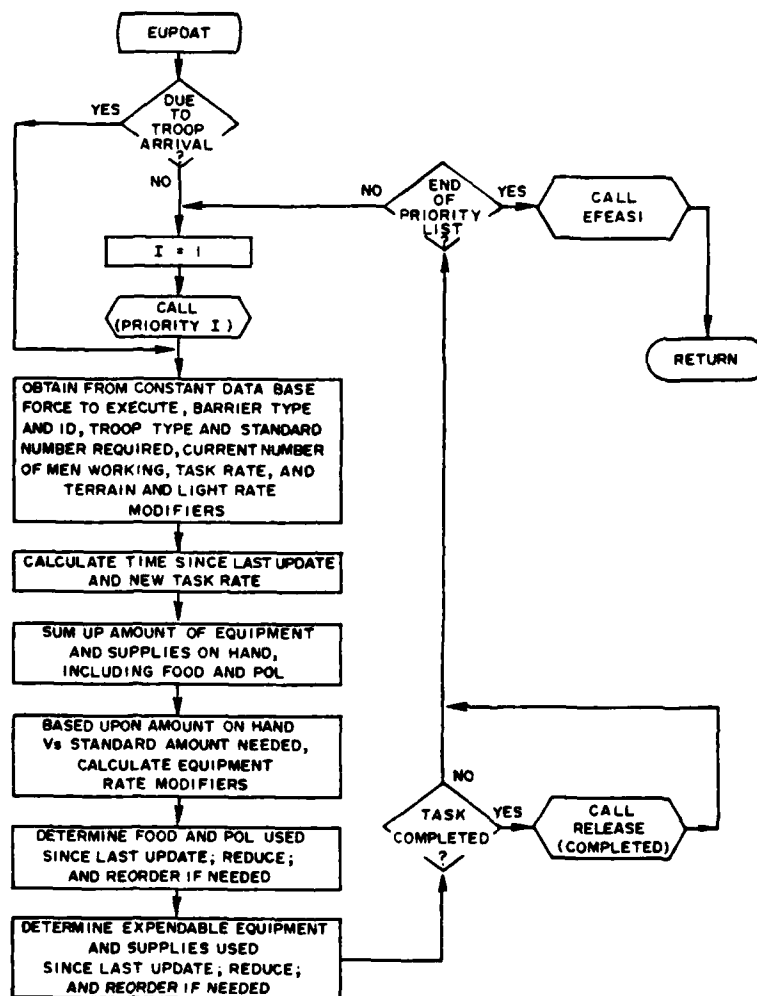 EUPDAT
DUE
TO
TROOP
ARRIVAL
?
YES
NO
I = 1
CALL
(PRIORITY I)
OBTAIN FROM CONSTANT DATA BASE
FORCE TO EXECUTE, BARRIER TYPE
AND ID, TROOP TYPE AND STANDARD
NUMBER REQUIRED, CURRENT NUMBER
OF MEN WORKING, TASK RATE, AND
TERRAIN AND LIGHT RATE
MODIFIERS
CALCULATE TIME SINCE LAST UPDATE
AND NEW TASK RATE
SUM UP AMOUNT OF EQUIPMENT
AND SUPPLIES ON HAND,
INCLUDING FOOD AND POL
BASED UPON AMOUNT ON HAND
Vs STANDARD AMOUNT NEEDED,
CALCULATE EQUIPMENT
RATE MODIFIERS
DETERMINE FOOD AND POL USED
SINCE LAST UPDATE; REDUCE;
AND REORDER IF NEEDED
DETERMINE EXPENDABLE EQUIPMENT
AND SUPPLIES USED
SINCE LAST UPDATE; REDUCE;
AND REORDER IF NEEDED
TASK
COMPLETED
?
NO
YES
CALL
RELEASE
(COMPLETED)
END
OF
PRIORITY
LIST
?
NO
YES
CALL
EFEAS1
RETURN